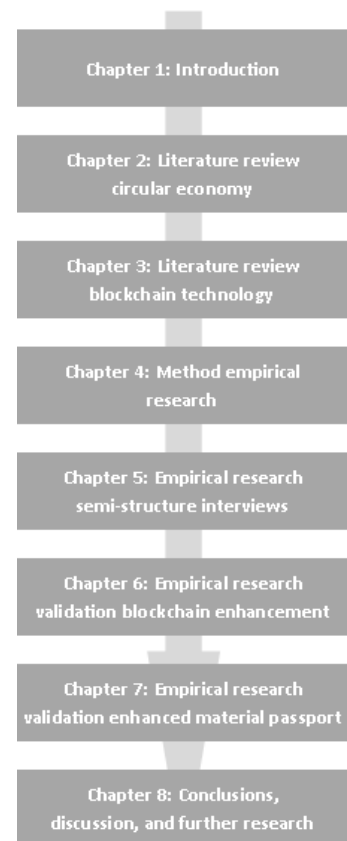 Chapter 1: Introduction
Chapter 2: Literature review
circular economy
Chapter 3: Literature review
blockchain technology
Chapter 4: Method empirical
research
Chapter 5: Empirical research
semi-structure interviews
Chapter 6: Empirical research
validation blockchain enhancement
Chapter 7: Empirical research
validation enhanced material passport
Chapter 8: Conclusions,
discussion, and further research